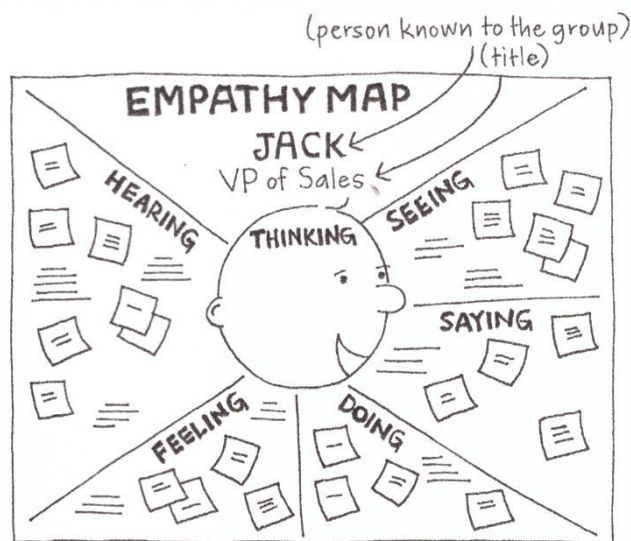 (person known to the group)
(title)
EMPATHY MAP
JACK
VP of Sales
HEARING
THINKING
SEEING
SAYING
FEELING
DOING